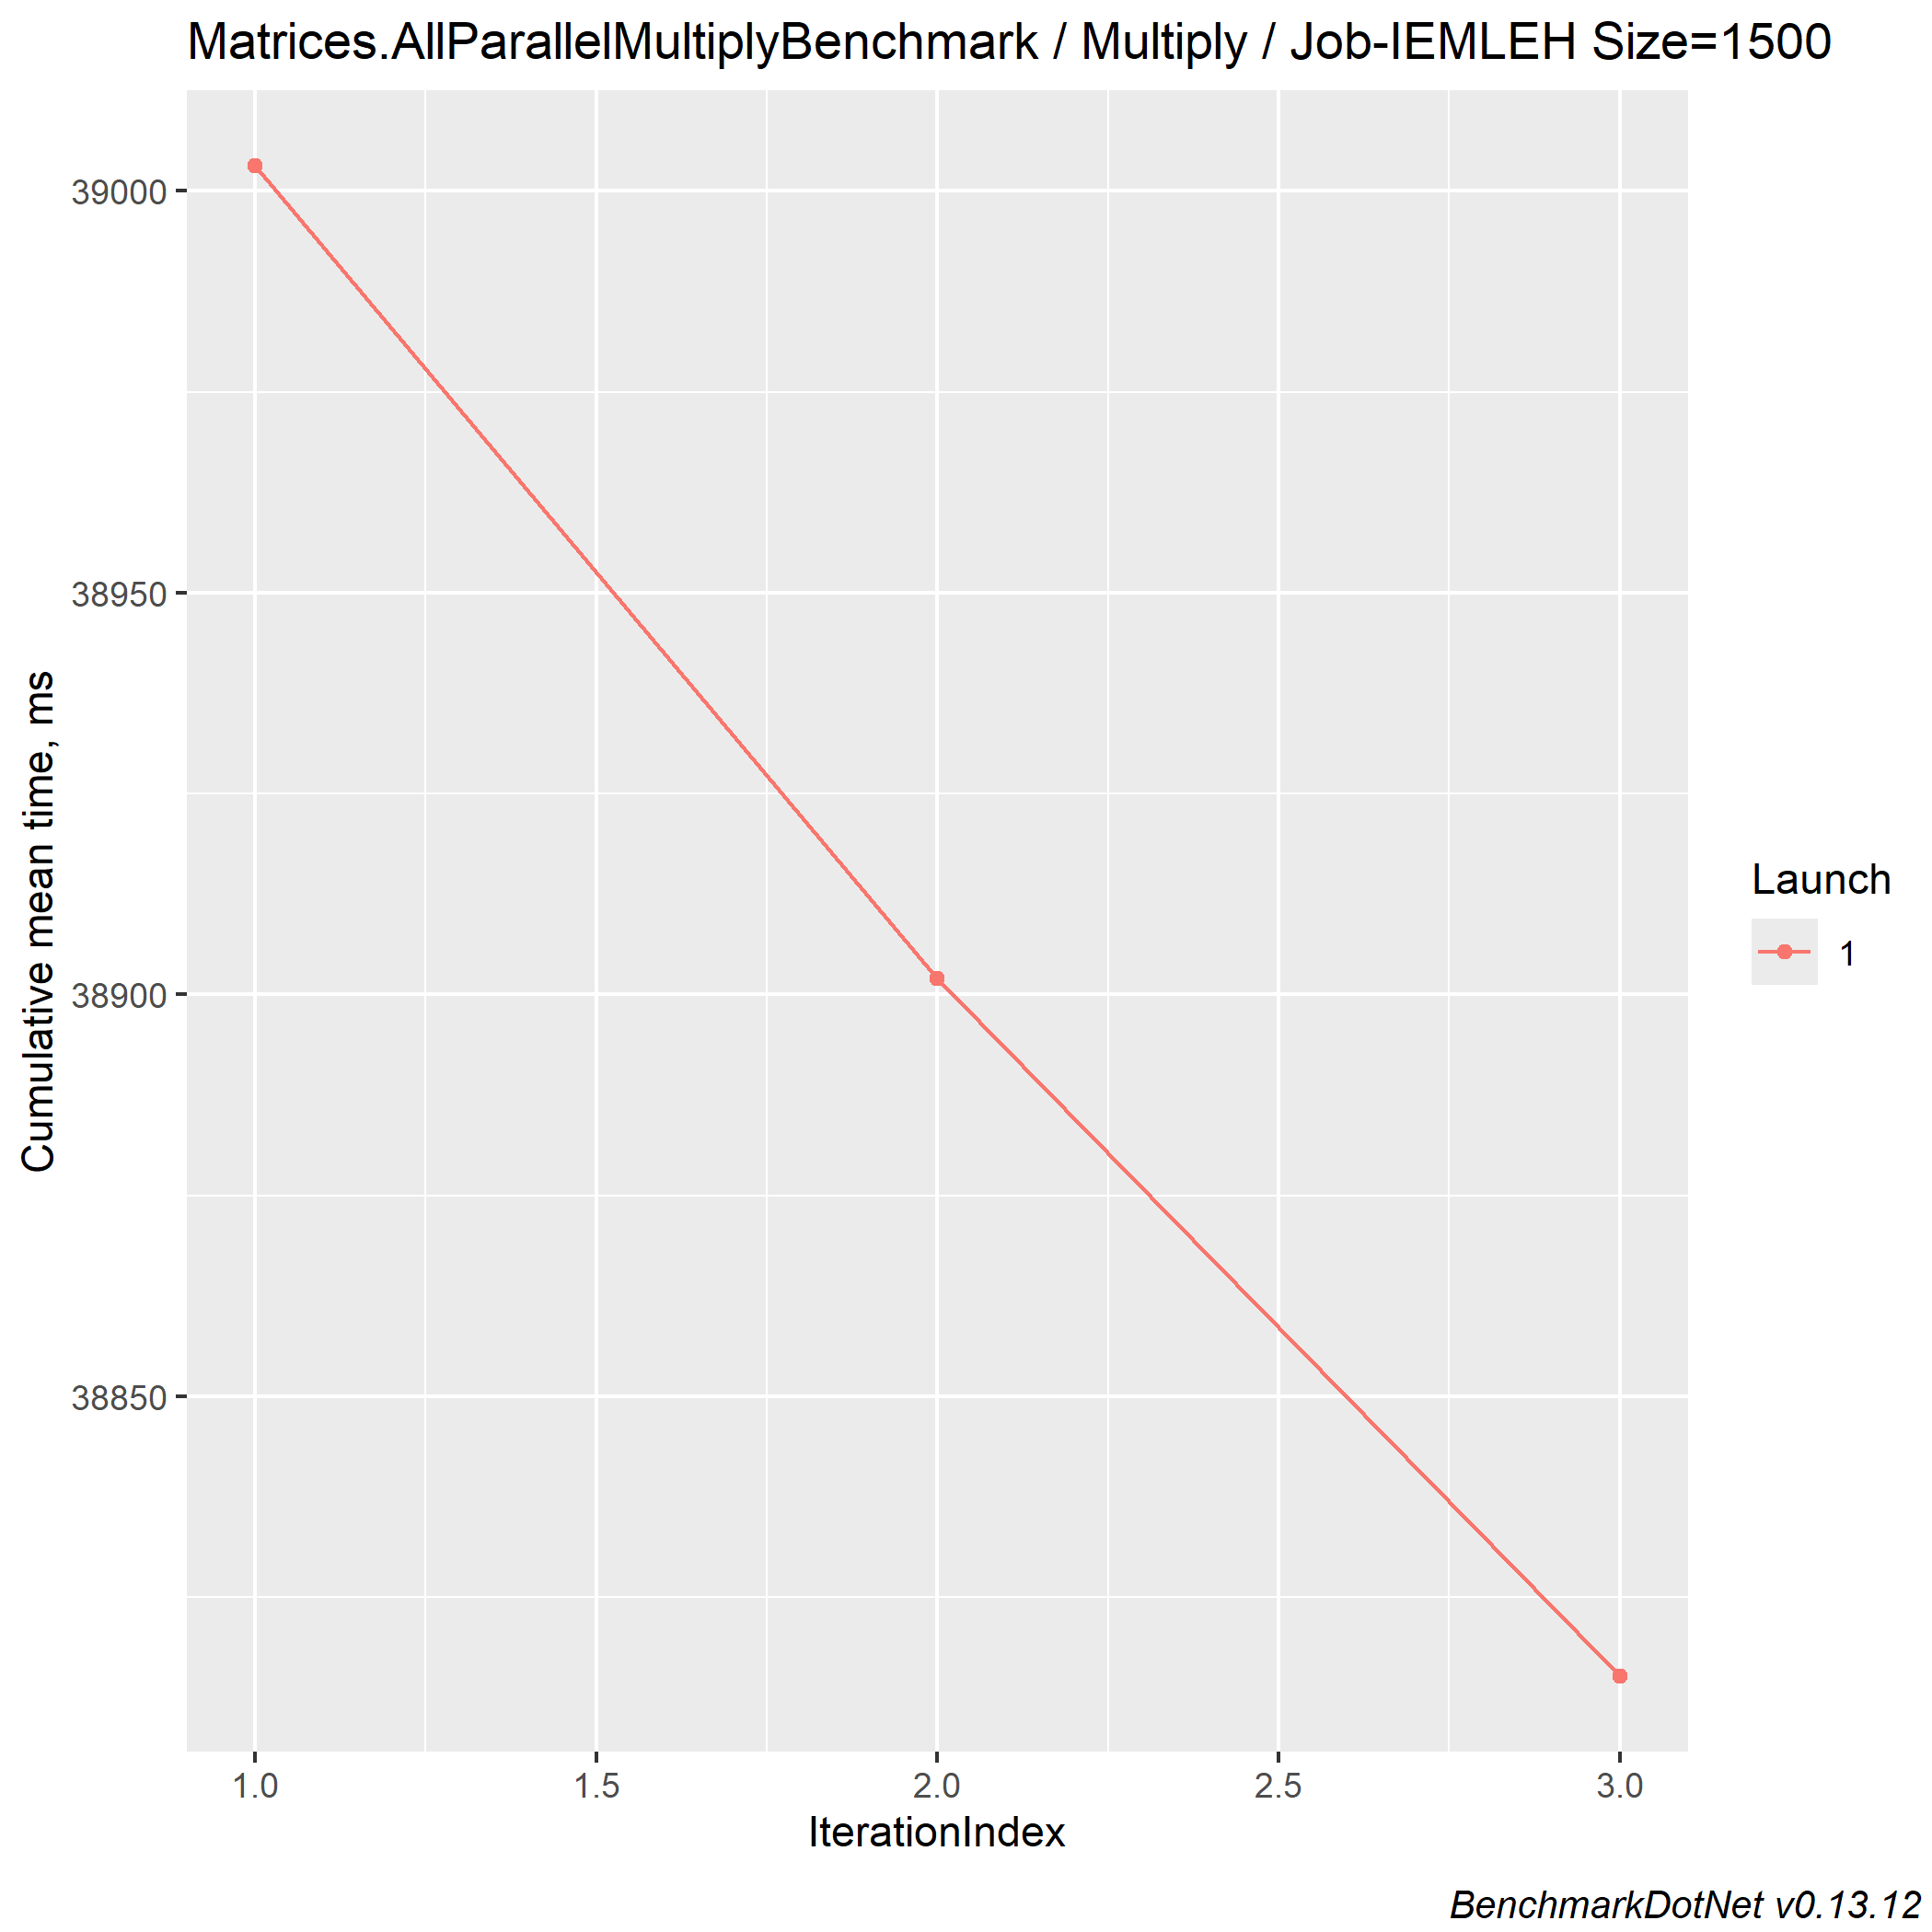 Matrices.AllParallelMultiplyBenchmark / Multiply / Job-IEMLEH Size=1500
39000
38950
38900
38850
Cumulative mean time, ms
1.0 1.5 2.0 2.5 3.0
IterationIndex
Launch
1
BenchmarkDotNet v0.13.12